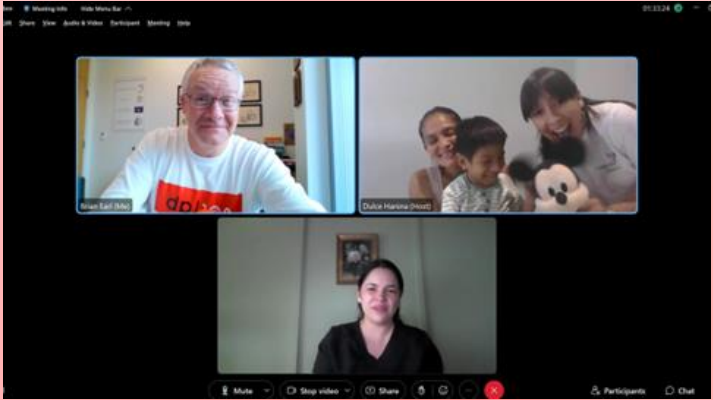 Meeting Info Hide Menu Bar 01:33:24
Share View Audio & Video Participant Meeting Help
Brian Earl (Me)
Dulce Hanina (Host)
Mute Stop video Share Participants Chat